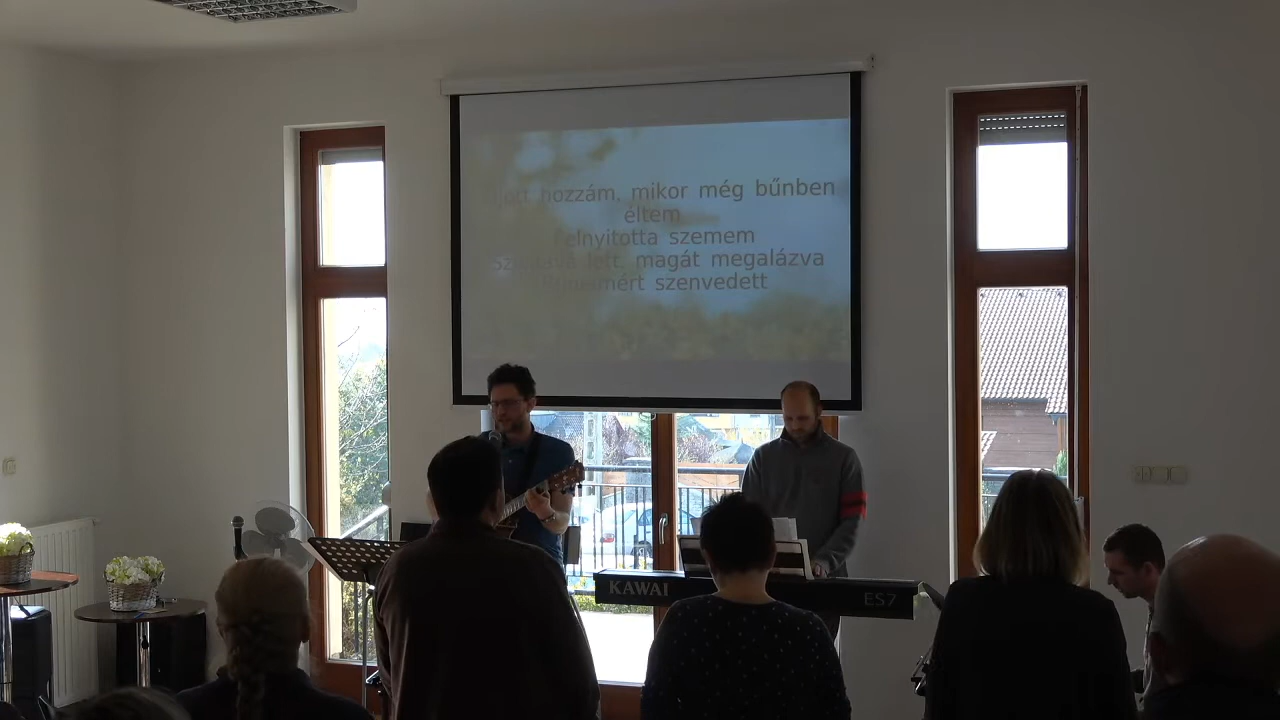 hozzám, mikor még bűnben
éltem
Felnyitotta szemem
lett, magát megalázva
szenvedett
KAWAI
ES7